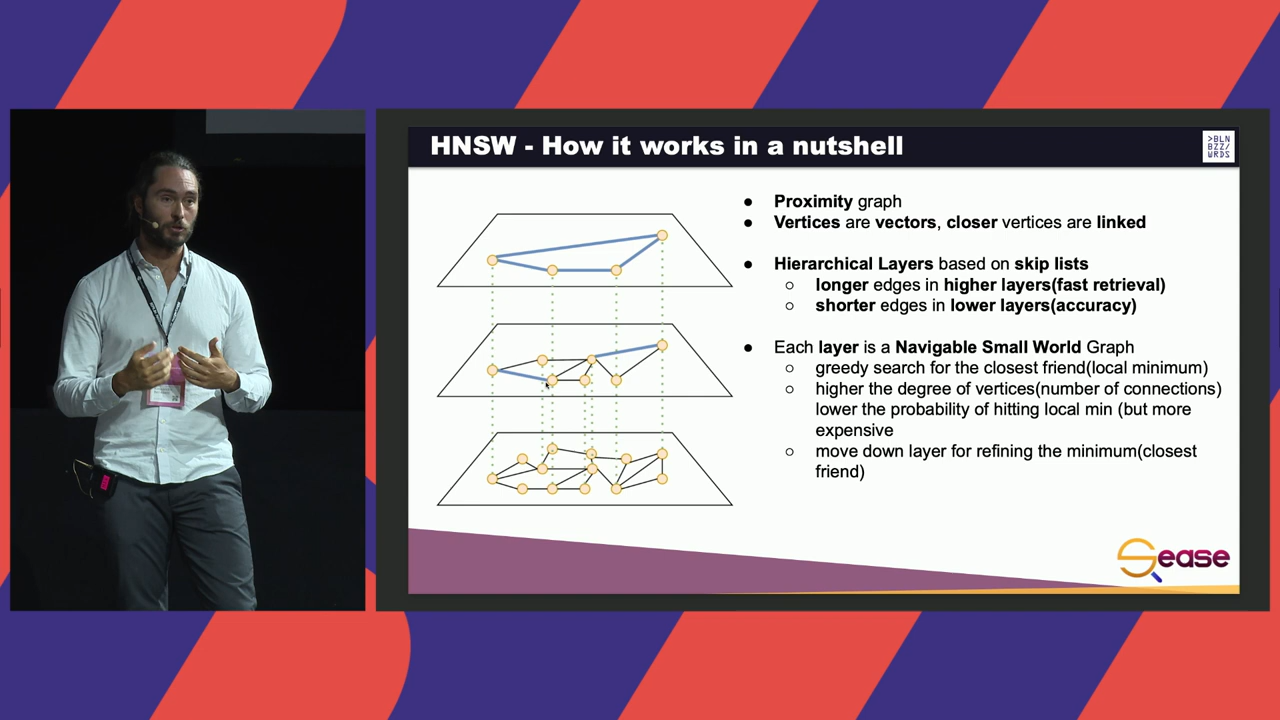 HNSW - How it works in a nutshell
>BLN
BZZ/
WRDS
● Proximity graph
● Vertices are vectors, closer vertices are linked
● Hierarchical Layers based on skip lists
○ longer edges in higher layers(fast retrieval)
○ shorter edges in lower layers(accuracy)
● Each layer is a Navigable Small World Graph
○ greedy search for the closest friend(local minimum)
○ higher the degree of vertices(number of connections)
lower the probability of hitting local min (but more
expensive
○ move down layer for refining the minimum(closest
friend)
Sease